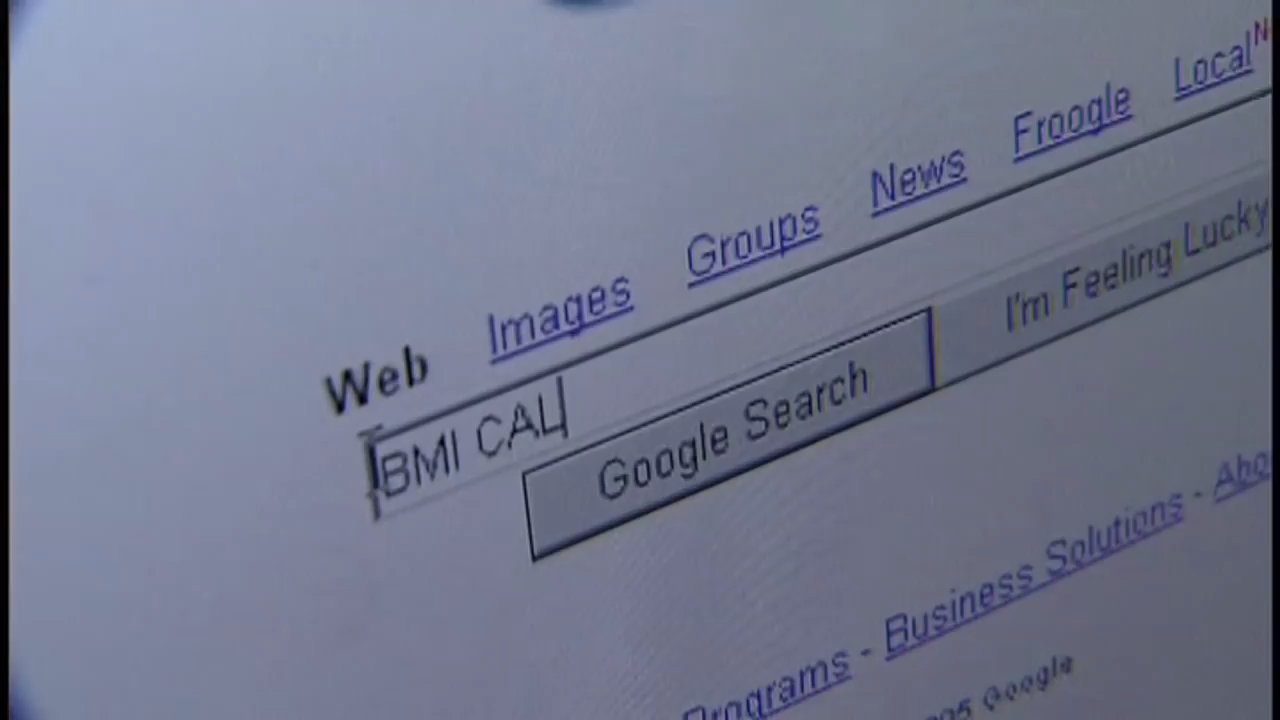 Web Images Groups News Froogle Local
BMI CAL
Google Search I'm Feeling Lucky
Programs - Business Solutions -
Google